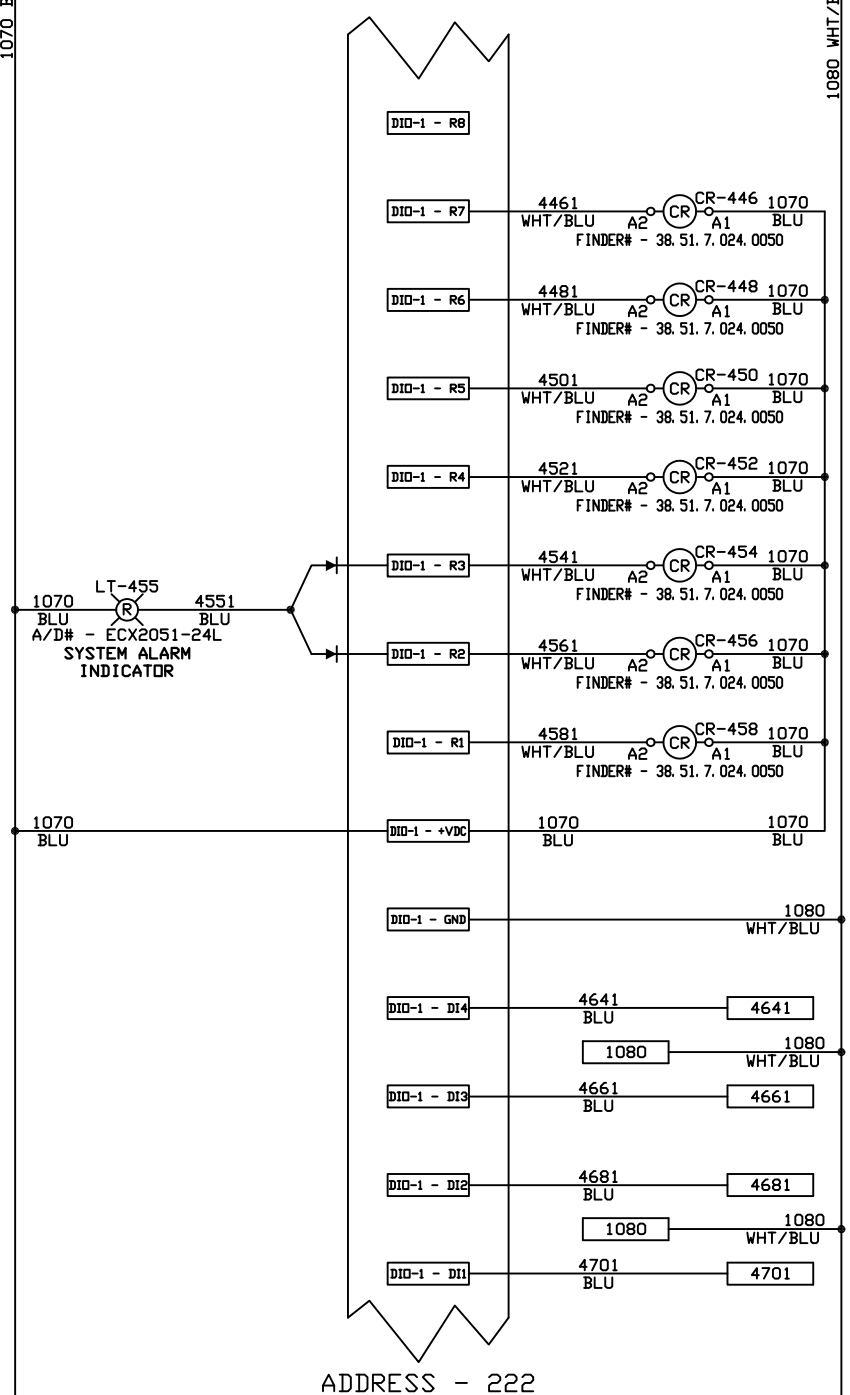 1070 B
1080 WHT/B
DIO-1 - R8
DIO-1 - R7
4461
WHT/BLU
A2
CR
CR-446
A1
1070
BLU
FINDER# - 38.51.7.024.0050
DIO-1 - R6
4481
WHT/BLU
A2
CR
CR-448
A1
1070
BLU
FINDER# - 38.51.7.024.0050
DIO-1 - R5
4501
WHT/BLU
A2
CR
CR-450
A1
1070
BLU
FINDER# - 38.51.7.024.0050
DIO-1 - R4
4521
WHT/BLU
A2
CR
CR-452
A1
1070
BLU
FINDER# - 38.51.7.024.0050
DIO-1 - R3
4541
WHT/BLU
A2
CR
CR-454
A1
1070
BLU
FINDER# - 38.51.7.024.0050
1070
BLU
LT-455
R
4551
BLU
A/D# - ECX2051-24L
SYSTEM ALARM
INDICATOR
DIO-1 - R2
4561
WHT/BLU
A2
CR
CR-456
A1
1070
BLU
FINDER# - 38.51.7.024.0050
DIO-1 - R1
4581
WHT/BLU
A2
CR
CR-458
A1
1070
BLU
FINDER# - 38.51.7.024.0050
1070
BLU
DIO-1 - +VDC
1070
BLU
1070
BLU
DIO-1 - GND
1080
WHT/BLU
DIO-1 - DI4
4641
BLU
4641
1080
1080
WHT/BLU
DIO-1 - DI3
4661
BLU
4661
DIO-1 - DI2
4681
BLU
4681
1080
1080
WHT/BLU
DIO-1 - DI1
4701
BLU
4701
ADDRESS - 222